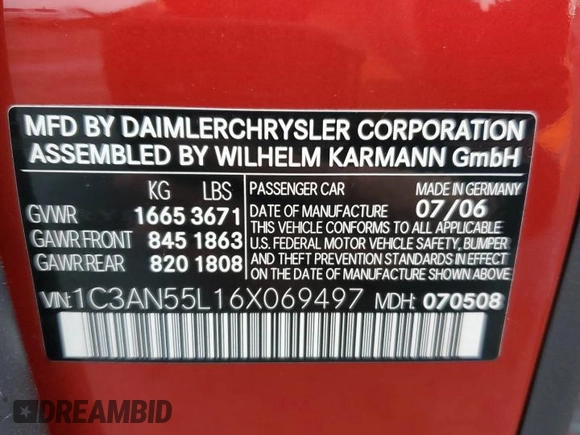 MFD BY DAIMLERCHRYSLER CORPORATION
ASSEMBLED BY WILHELM KARMANN GmbH
KG LBS
GVWR 1665 3671
GAWR FRONT 845 1863
GAWR REAR 820 1808
PASSENGER CAR MADE IN GERMANY
DATE OF MANUFACTURE 07/06
THIS VEHICLE CONFORMS TO ALL APPLICABLE
U.S. FEDERAL MOTOR VEHICLE SAFETY, BUMPER
AND THEFT PREVENTION STANDARDS IN EFFECT
ON THE DATE OF MANUFACTURE SHOWN ABOVE.
VIN: 1C3AN55L16X069497 MDH: 070508
DREAMBID